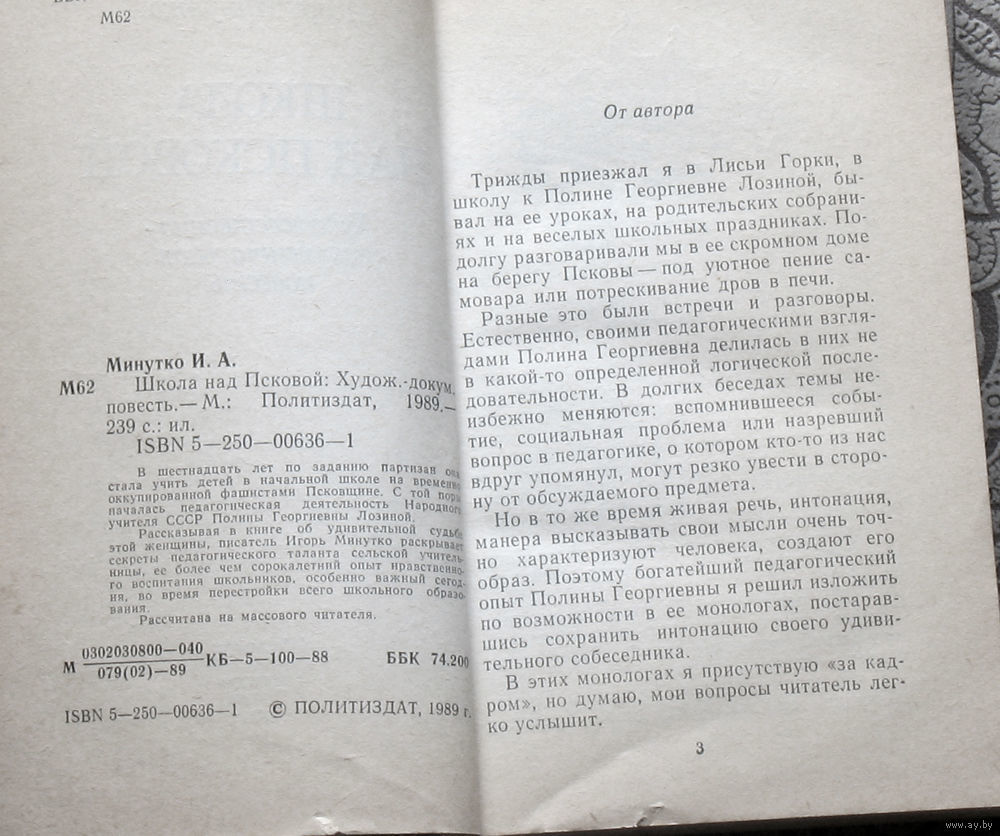 М62
Минутко И. А.
М62 Школа над Псковой: Худож.-докум.
повесть.— М.: Политиздат, 1989.—
239 с.: ил.
ISBN 5—250—00636—1
В шестнадцать лет по заданию партизан она
стала учить детей в начальной школе на временно
оккупированной фашистами Псковщине. С той поры
началась педагогическая деятельность Народного
учителя СССР Полины Георгиевны Лозиной.
Рассказывая в книге об удивительной судьбе
этой женщины, писатель Игорь Минутко раскрывает
секреты педагогического таланта сельской учитель-
ницы, ее более чем сорокалетний опыт нравственно-
го воспитания школьников, особенно важный сегод-
ня, во время перестройки всего школьного образо-
вания.
Рассчитана на массового читателя.
М 0302030800—040
079(02)—89 КБ—5—100—88 ББК 74.200
ISBN 5—250—00636—1 © ПОЛИТИЗДАТ, 1989 г.
От автора
Трижды приезжал я в Лисьи Горки, в
школу к Полине Георгиевне Лозиной, бы-
вал на ее уроках, на родительских собрани-
ях и на веселых школьных праздниках. По-
долгу разговаривали мы в ее скромном доме
на берегу Псковы — под уютное пение са-
мовара или потрескивание дров в печи.
Разные это были встречи и разговоры.
Естественно, своими педагогическими взгля-
дами Полина Георгиевна делилась в них не
в какой-то определенной логической после-
довательности. В долгих беседах темы не-
избежно меняются: вспомнившееся собы-
тие, социальная проблема или назревший
вопрос в педагогике, о котором кто-то из нас
вдруг упомянул, могут резко увести в сторо-
ну от обсуждаемого предмета.
Но в то же время живая речь, интонация,
манера высказывать свои мысли очень точ-
но характеризуют человека, создают его
образ. Поэтому богатейший педагогический
опыт Полины Георгиевны я решил изложить
по возможности в ее монологах, постарав-
шись сохранить интонацию своего удиви-
тельного собеседника.
В этих монологах я присутствую «за кад-
ром», но думаю, мои вопросы читатель лег-
ко услышит.
3
www.ay.by